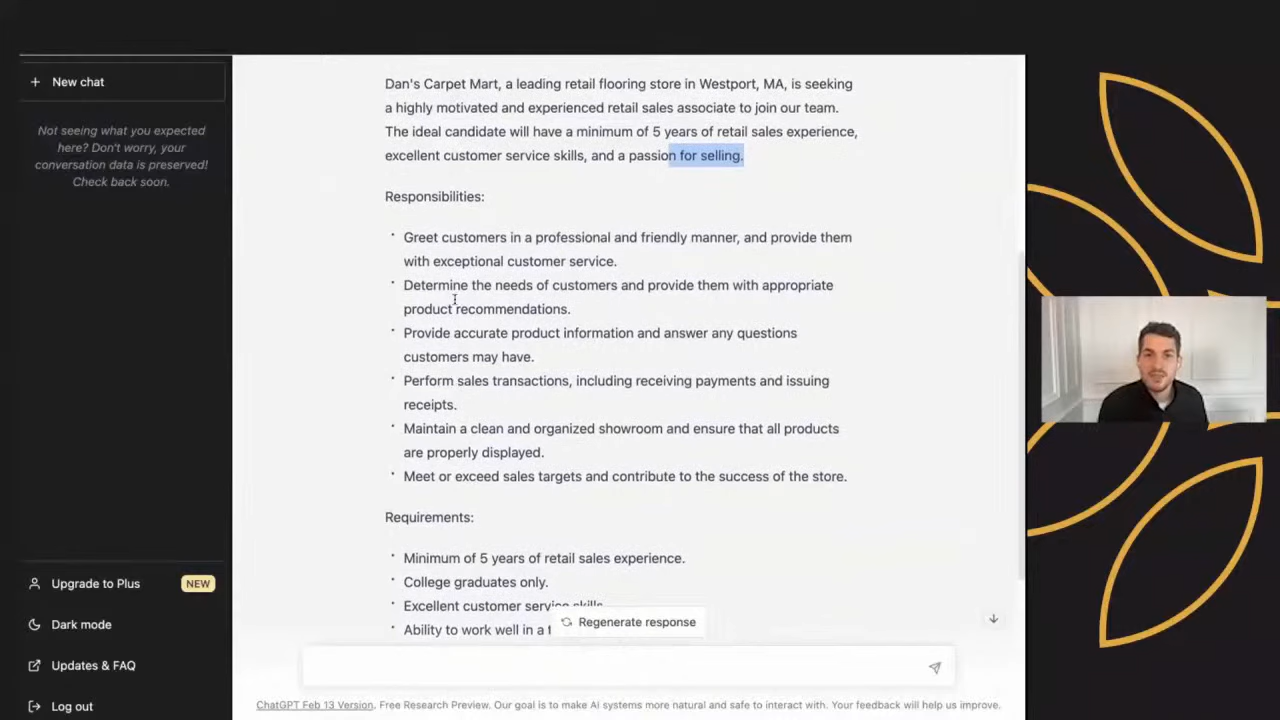 + New chat
Not seeing what you expected
here? Don't worry, your
conversation data is preserved!
Check back soon.
Upgrade to Plus NEW
Dark mode
Updates & FAQ
Log out
Dan's Carpet Mart, a leading retail flooring store in Westport, MA, is seeking
a highly motivated and experienced retail sales associate to join our team.
The ideal candidate will have a minimum of 5 years of retail sales experience,
excellent customer service skills, and a passion for selling.
Responsibilities:
• Greet customers in a professional and friendly manner, and provide them
with exceptional customer service.
• Determine the needs of customers and provide them with appropriate
product recommendations.
• Provide accurate product information and answer any questions
customers may have.
• Perform sales transactions, including receiving payments and issuing
receipts.
• Maintain a clean and organized showroom and ensure that all products
are properly displayed.
• Meet or exceed sales targets and contribute to the success of the store.
Requirements:
• Minimum of 5 years of retail sales experience.
• College graduates only.
• Excellent customer service skills.
• Ability to work well in a
Regenerate response
ChatGPT Feb 13 Version. Free Research Preview. Our goal is to make AI systems more natural and safe to interact with. Your feedback will help us improve.